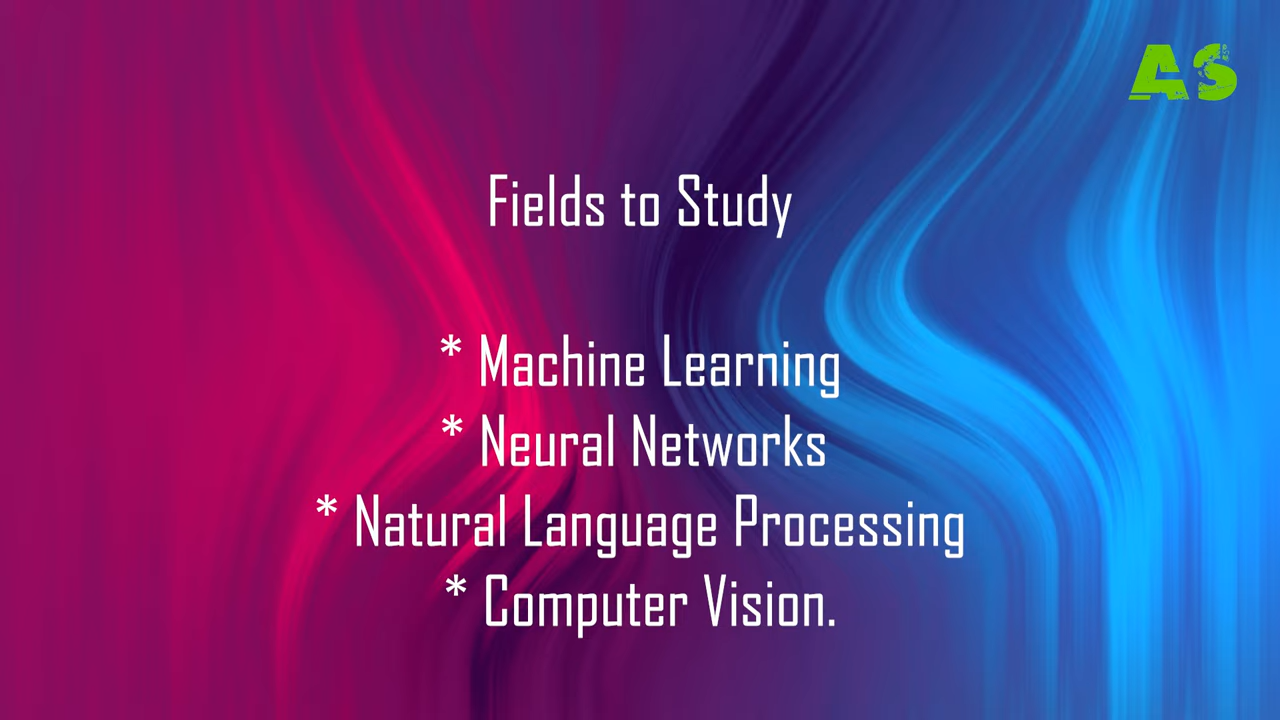 AS
Fields to Study
* Machine Learning
* Neural Networks
* Natural Language Processing
* Computer Vision.